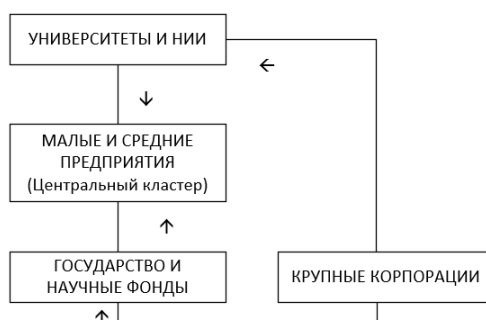 УНИВЕРСИТЕТЫ И НИИ
МАЛЫЕ И СРЕДНИЕ
ПРЕДПРИЯТИЯ
(Центральный кластер)
ГОСУДАРСТВО И
НАУЧНЫЕ ФОНДЫ
КРУПНЫЕ КОРПОРАЦИИ